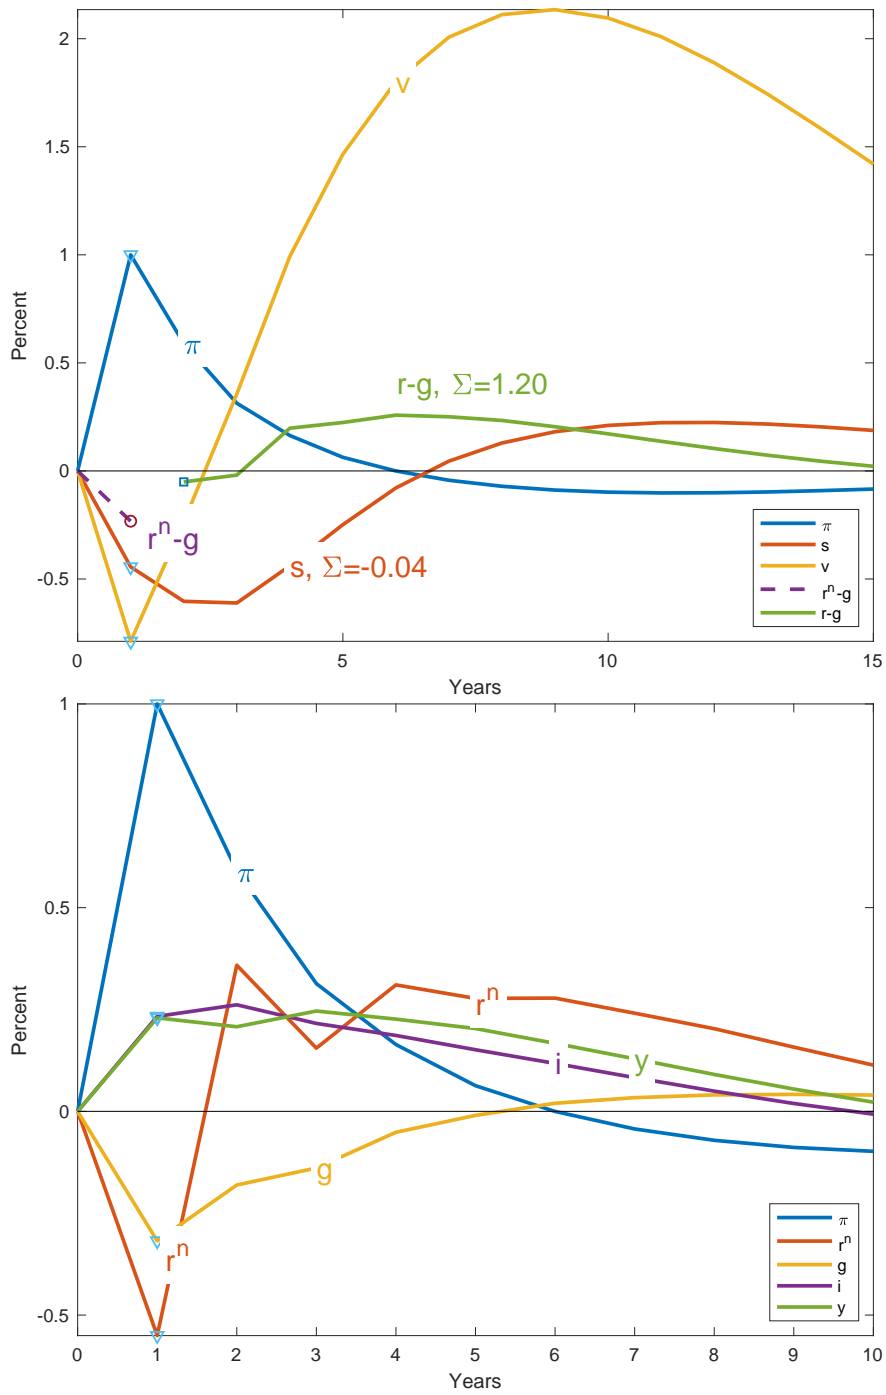 2
1.5
1
0.5
0
-0.5
Percent
v
π
r-g, Σ=1.20
rⁿ-g
s, Σ=-0.04
π
s
v
rⁿ-g
r-g
0 5 10 15
Years
1
0.5
0
-0.5
Percent
π
rⁿ
i
y
g
rⁿ
π
rⁿ
g
i
y
0 1 2 3 4 5 6 7 8 9 10
Years